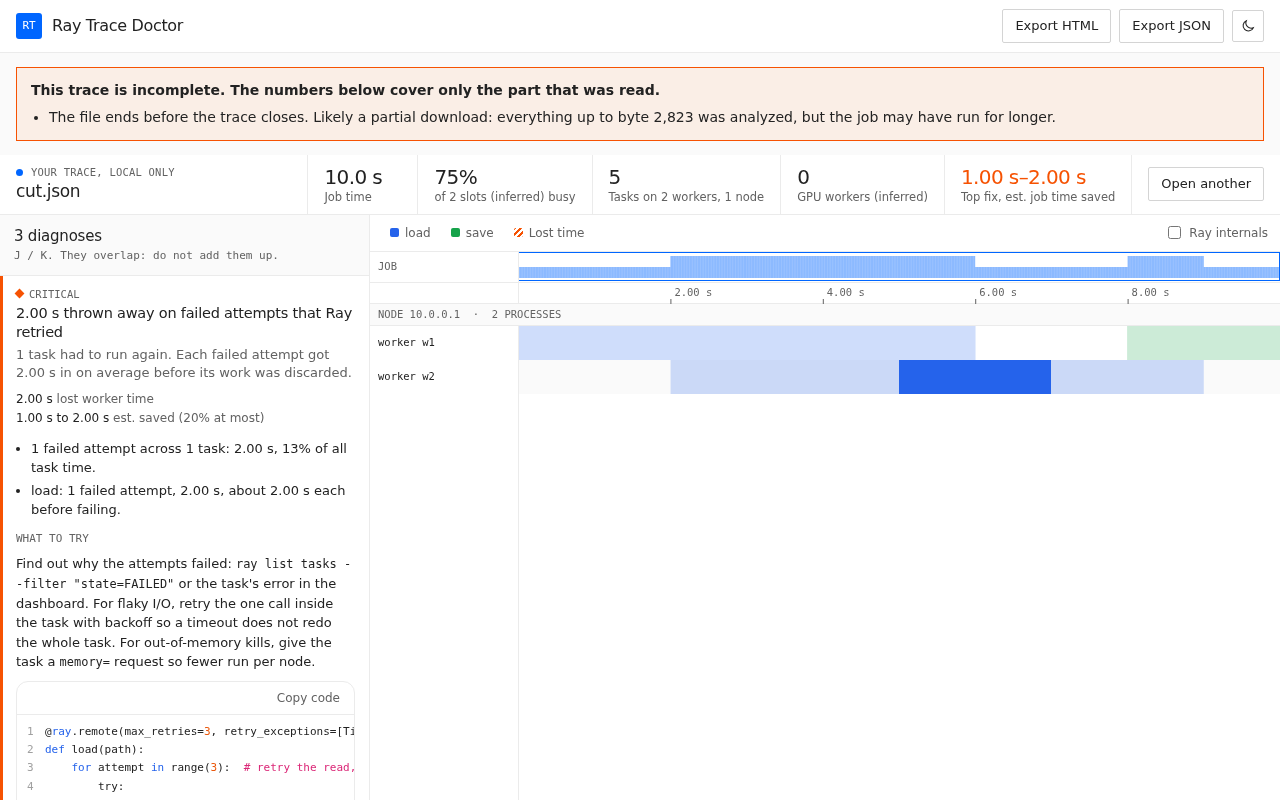 RT Ray Trace Doctor
Export HTML Export JSON
This trace is incomplete. The numbers below cover only the part that was read.
• The file ends before the trace closes. Likely a partial download: everything up to byte 2,823 was analyzed, but the job may have run for longer.
YOUR TRACE, LOCAL ONLY
cut.json
10.0 s
Job time
75%
of 2 slots (inferred) busy
5
Tasks on 2 workers, 1 node
0
GPU workers (inferred)
1.00 s–2.00 s
Top fix, est. job time saved
Open another
3 diagnoses
J / K. They overlap: do not add them up.
CRITICAL
2.00 s thrown away on failed attempts that Ray
retried
1 task had to run again. Each failed attempt got
2.00 s in on average before its work was discarded.
2.00 s lost worker time
1.00 s to 2.00 s est. saved (20% at most)
• 1 failed attempt across 1 task: 2.00 s, 13% of all
task time.
• load: 1 failed attempt, 2.00 s, about 2.00 s each
before failing.
WHAT TO TRY
Find out why the attempts failed: ray list tasks -
-filter "state=FAILED" or the task's error in the
dashboard. For flaky I/O, retry the one call inside
the task with backoff so a timeout does not redo
the whole task. For out-of-memory kills, give the
task a memory= request so fewer run per node.
Copy code
1 @ray.remote(max_retries=3, retry_exceptions=[Ti
2 def load(path):
3 for attempt in range(3): # retry the read,
4 try:
load save Lost time
Ray internals
JOB
2.00 s 4.00 s 6.00 s 8.00 s
NODE 10.0.0.1 · 2 PROCESSES
worker w1
worker w2